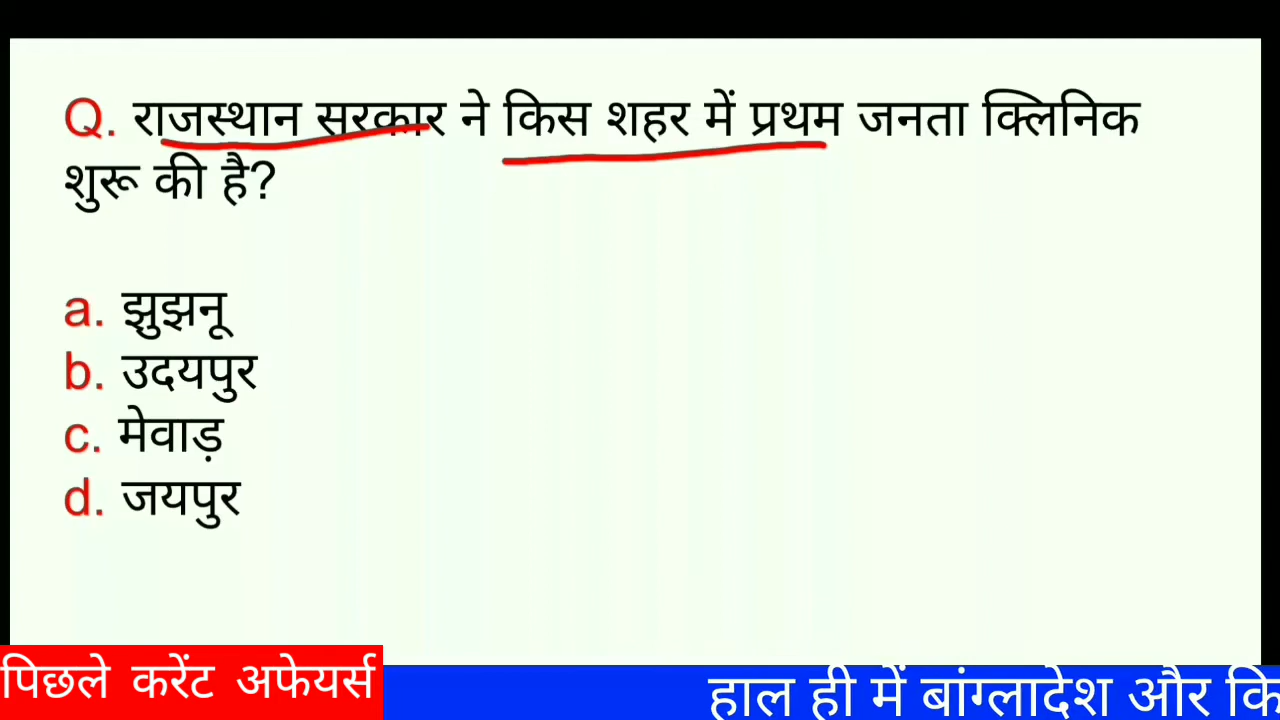 Q. राजस्थान सरकार ने किस शहर में प्रथम जनता क्लिनिक
शुरू की है?
a. झुझनू
b. उदयपुर
c. मेवाड़
d. जयपुर
पिछले करेंट अफेयर्स
हाल ही में बांग्लादेश और कि